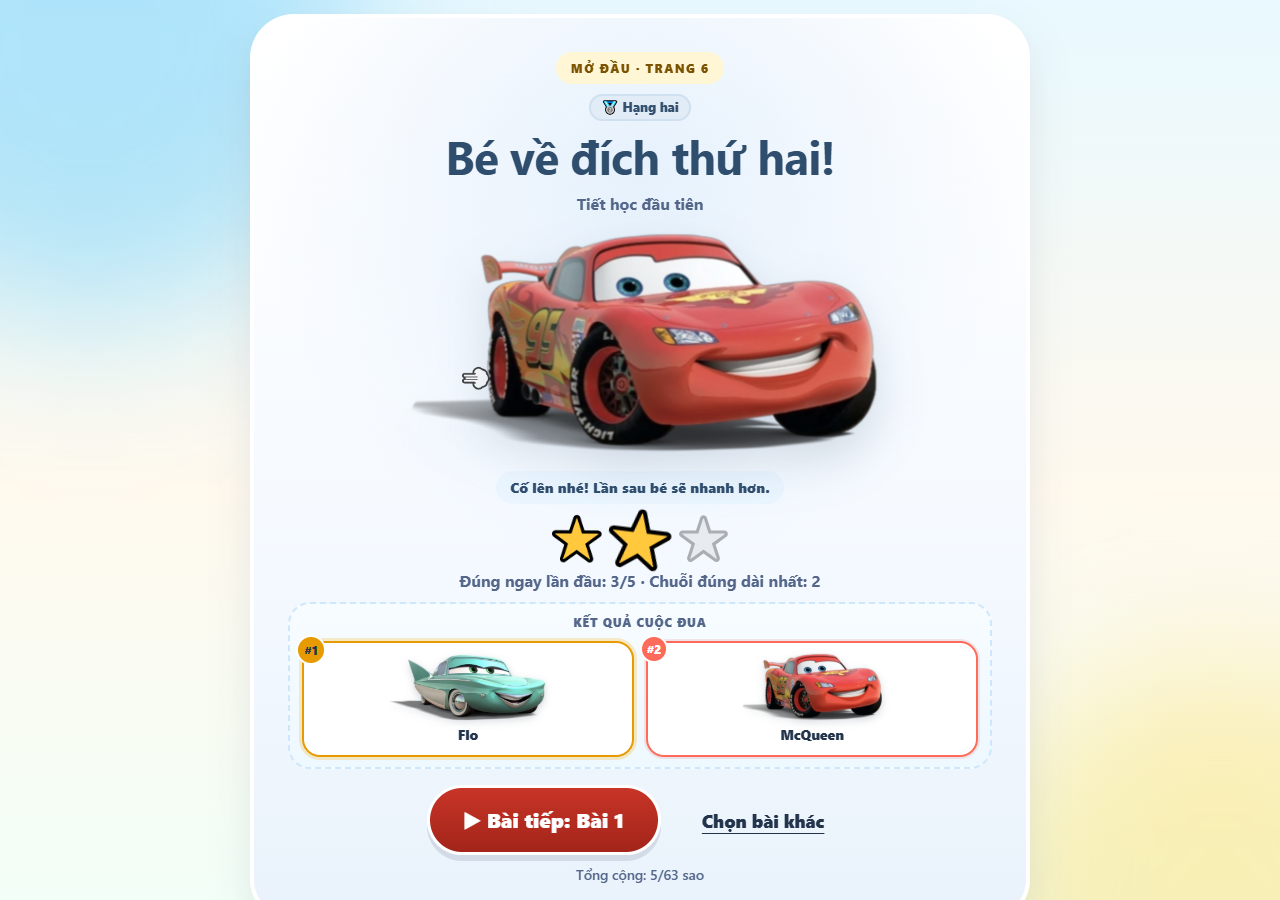 MỞ ĐẦU · TRANG 6
Hạng hai
Bé về đích thứ hai!
Tiết học đầu tiên
95
LIGHTYEAR
Cố lên nhé! Lần sau bé sẽ nhanh hơn.
Đúng ngay lần đầu: 3/5 · Chuỗi đúng dài nhất: 2
KẾT QUẢ CUỘC ĐUA
#1
Flo
#2
McQueen
▶ Bài tiếp: Bài 1
Chọn bài khác
Tổng cộng: 5/63 sao